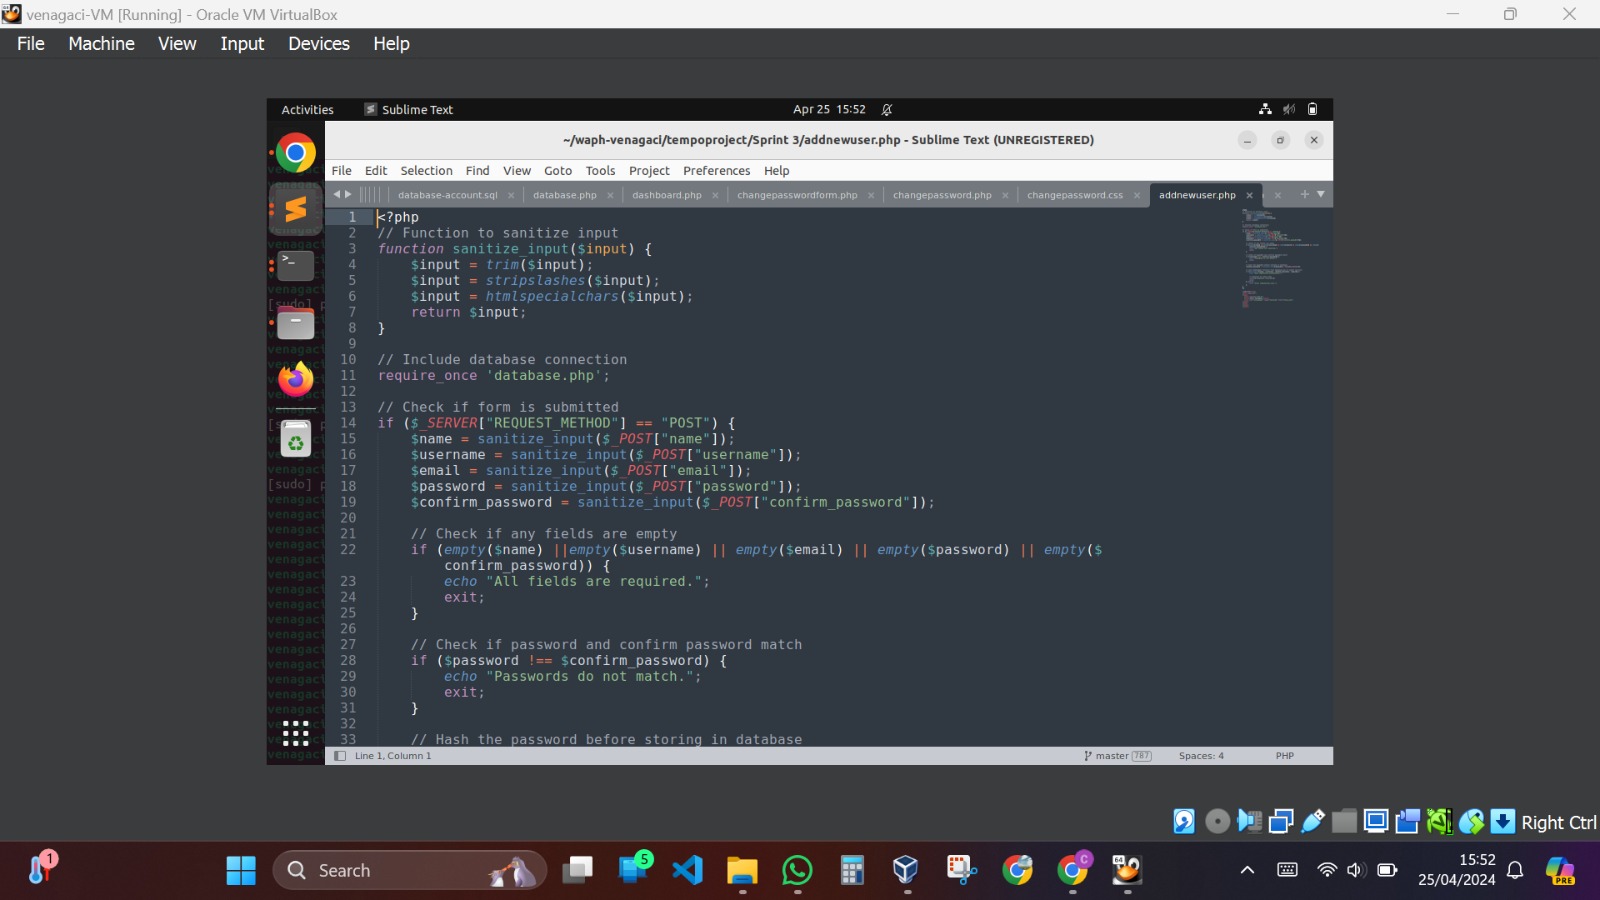 venagaci-VM [Running] - Oracle VM VirtualBox
File Machine View Input Devices Help
Activities Sublime Text Apr 25 15:52
~/waph-venagaci/tempoproject/Sprint 3/addnewuser.php - Sublime Text (UNREGISTERED)
File Edit Selection Find View Goto Tools Project Preferences Help
database-account.sql database.php dashboard.php changepasswordform.php changepassword.php changepassword.css addnewuser.php
1 <?php
2 // Function to sanitize input
3 function sanitize_input($input) {
4 $input = trim($input);
5 $input = stripslashes($input);
6 $input = htmlspecialchars($input);
7 return $input;
8 }
9
10 // Include database connection
11 require_once 'database.php';
12
13 // Check if form is submitted
14 if ($_SERVER["REQUEST_METHOD"] == "POST") {
15 $name = sanitize_input($_POST["name"]);
16 $username = sanitize_input($_POST["username"]);
17 $email = sanitize_input($_POST["email"]);
18 $password = sanitize_input($_POST["password"]);
19 $confirm_password = sanitize_input($_POST["confirm_password"]);
20
21 // Check if any fields are empty
22 if (empty($name) ||empty($username) || empty($email) || empty($password) || empty($
confirm_password)) {
23 echo "All fields are required.";
24 exit;
25 }
26
27 // Check if password and confirm password match
28 if ($password !== $confirm_password) {
29 echo "Passwords do not match.";
30 exit;
31 }
32
33 // Hash the password before storing in database
Line 1, Column 1 master 787 Spaces: 4 PHP
Right Ctrl
1 Search 5 C 64 15:52 PRE
25/04/2024